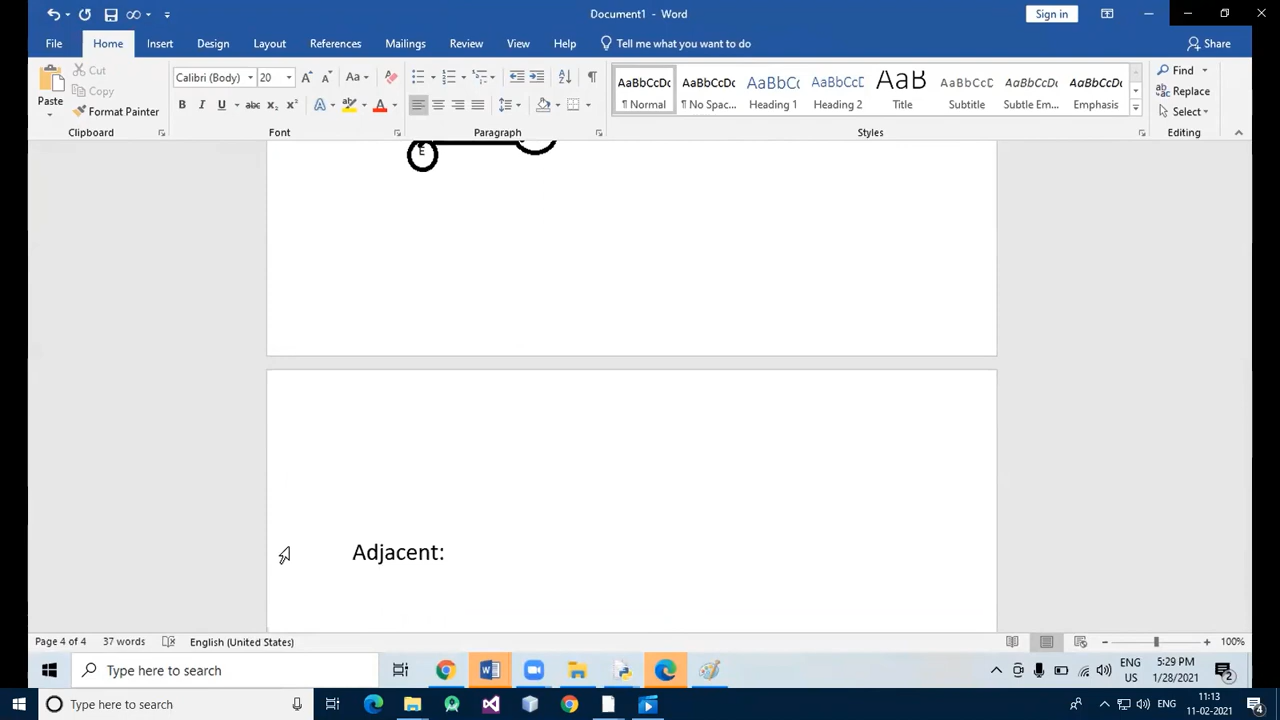 Document1 - Word
Sign in
File Home Insert Design Layout References Mailings Review View Help Tell me what you want to do Share
Paste
Cut
Copy
Format Painter
Clipboard
Calibri (Body) 20
Font
Paragraph
AaBbCcDc AaBbCcDc AaBbCc AaBbCcD AaB AaBbCcD AaBbCcDc AaBbCcDc
¶ Normal ¶ No Spac... Heading 1 Heading 2 Title Subtitle Subtle Em... Emphasis
Styles
Find
Replace
Select
Editing
E
Adjacent:
Page 4 of 4 37 words English (United States) 100%
Type here to search
ENG
US
5:29 PM
1/28/2021
2
Type here to search
ENG
11:13
11-02-2021
4